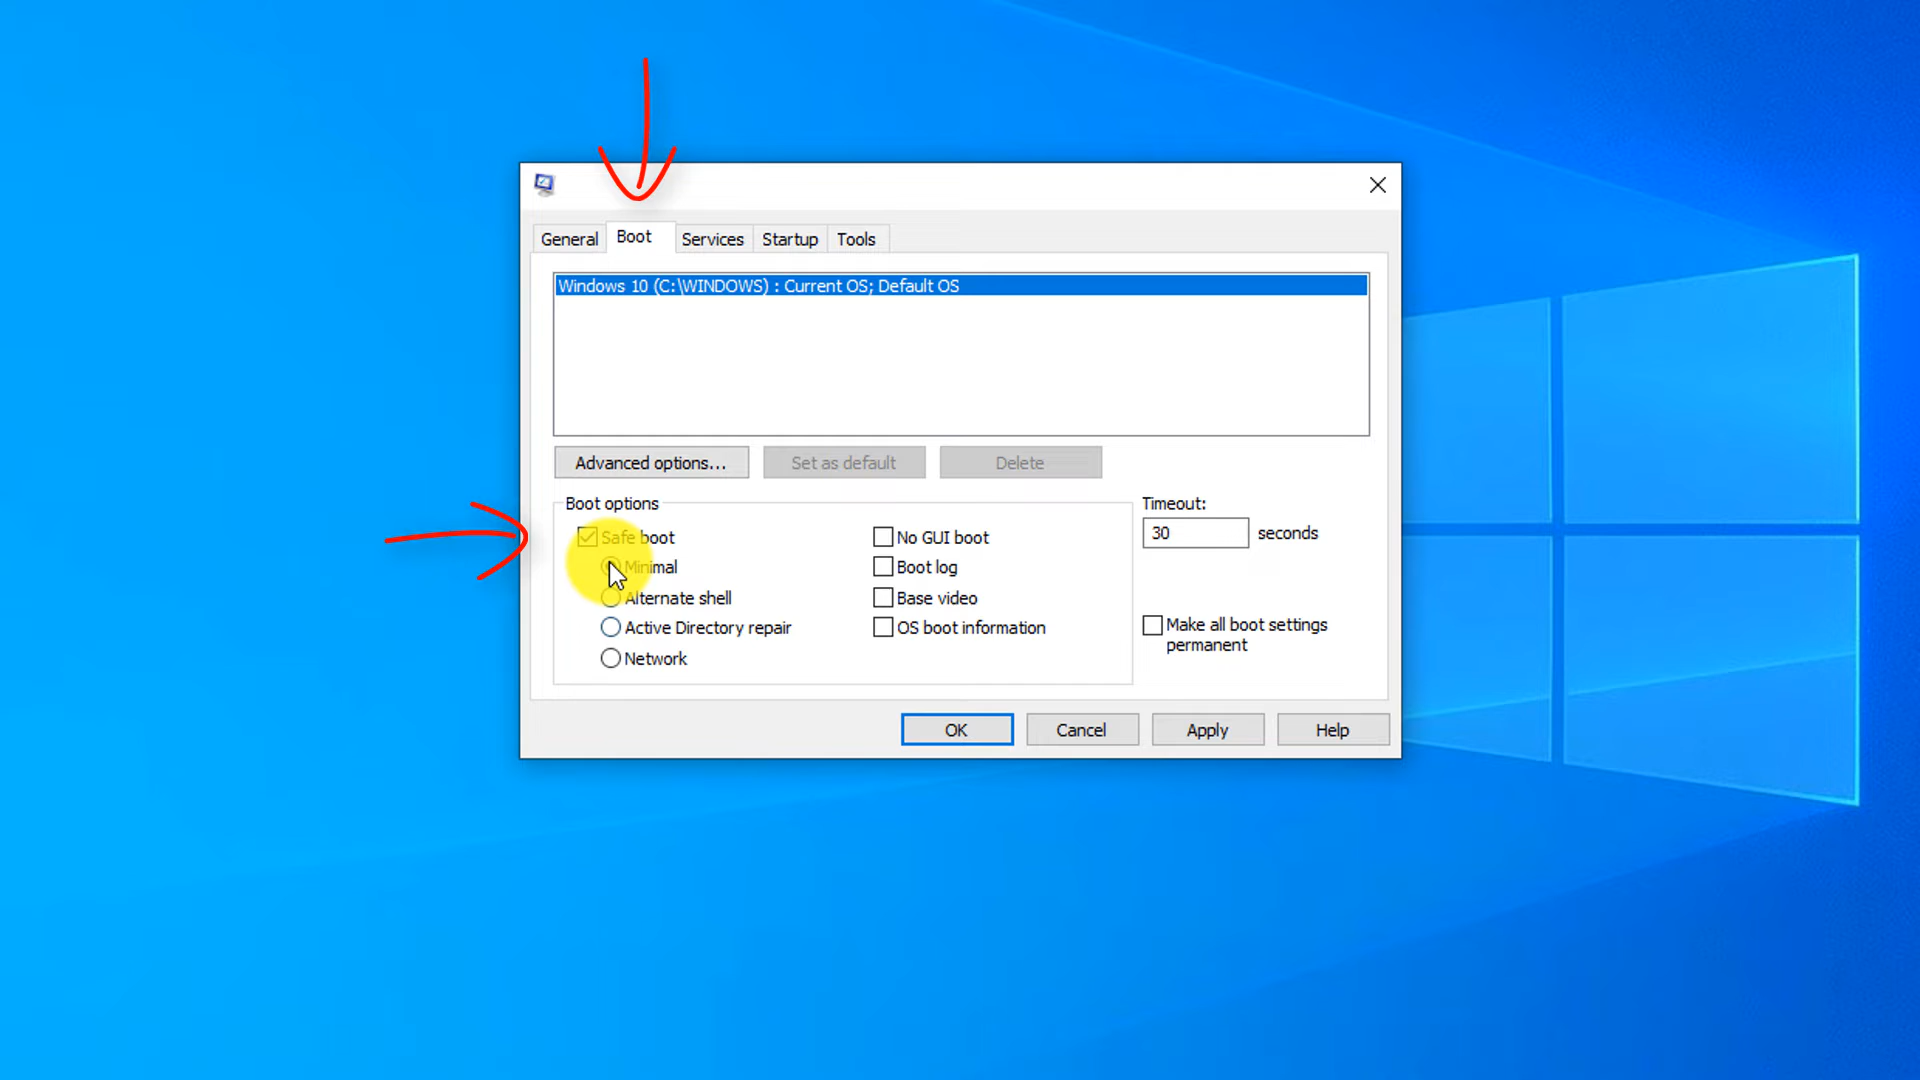 General Boot Services Startup Tools
Windows 10 (C:\WINDOWS) : Current OS; Default OS
Advanced options... Set as default Delete
Boot options
Safe boot
Minimal
Alternate shell
Active Directory repair
Network
No GUI boot
Boot log
Base video
OS boot information
Timeout:
30 seconds
Make all boot settings
permanent
OK Cancel Apply Help